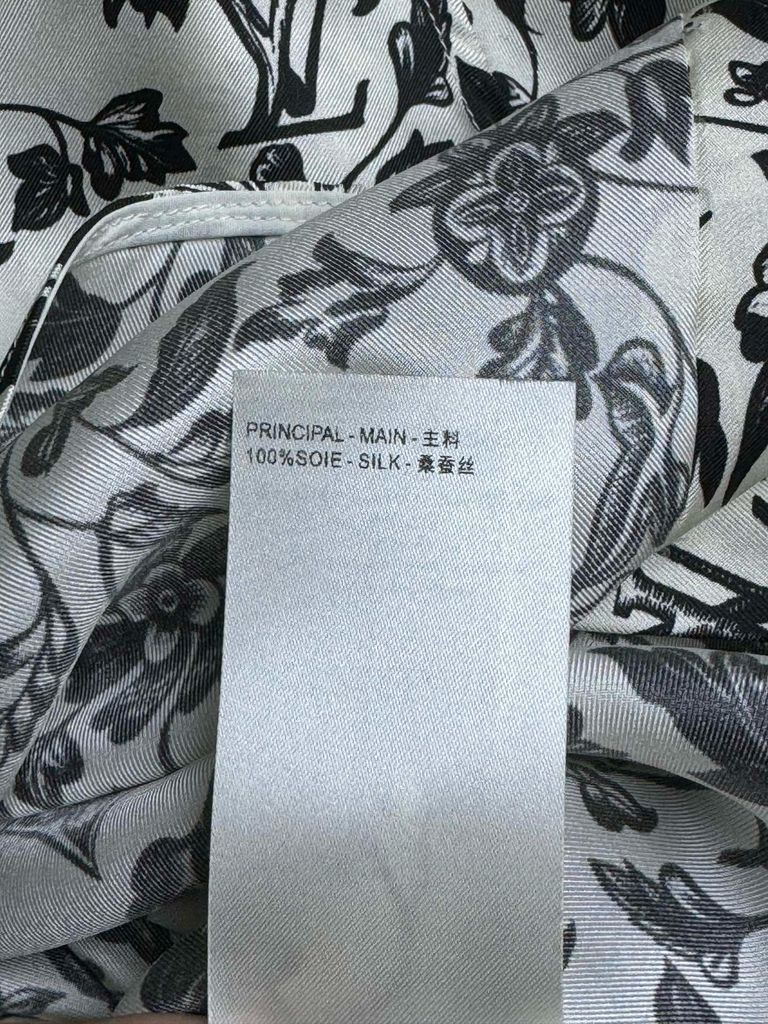 PRINCIPAL - MAIN - 主料
100%SOIE - SILK - 桑蚕丝